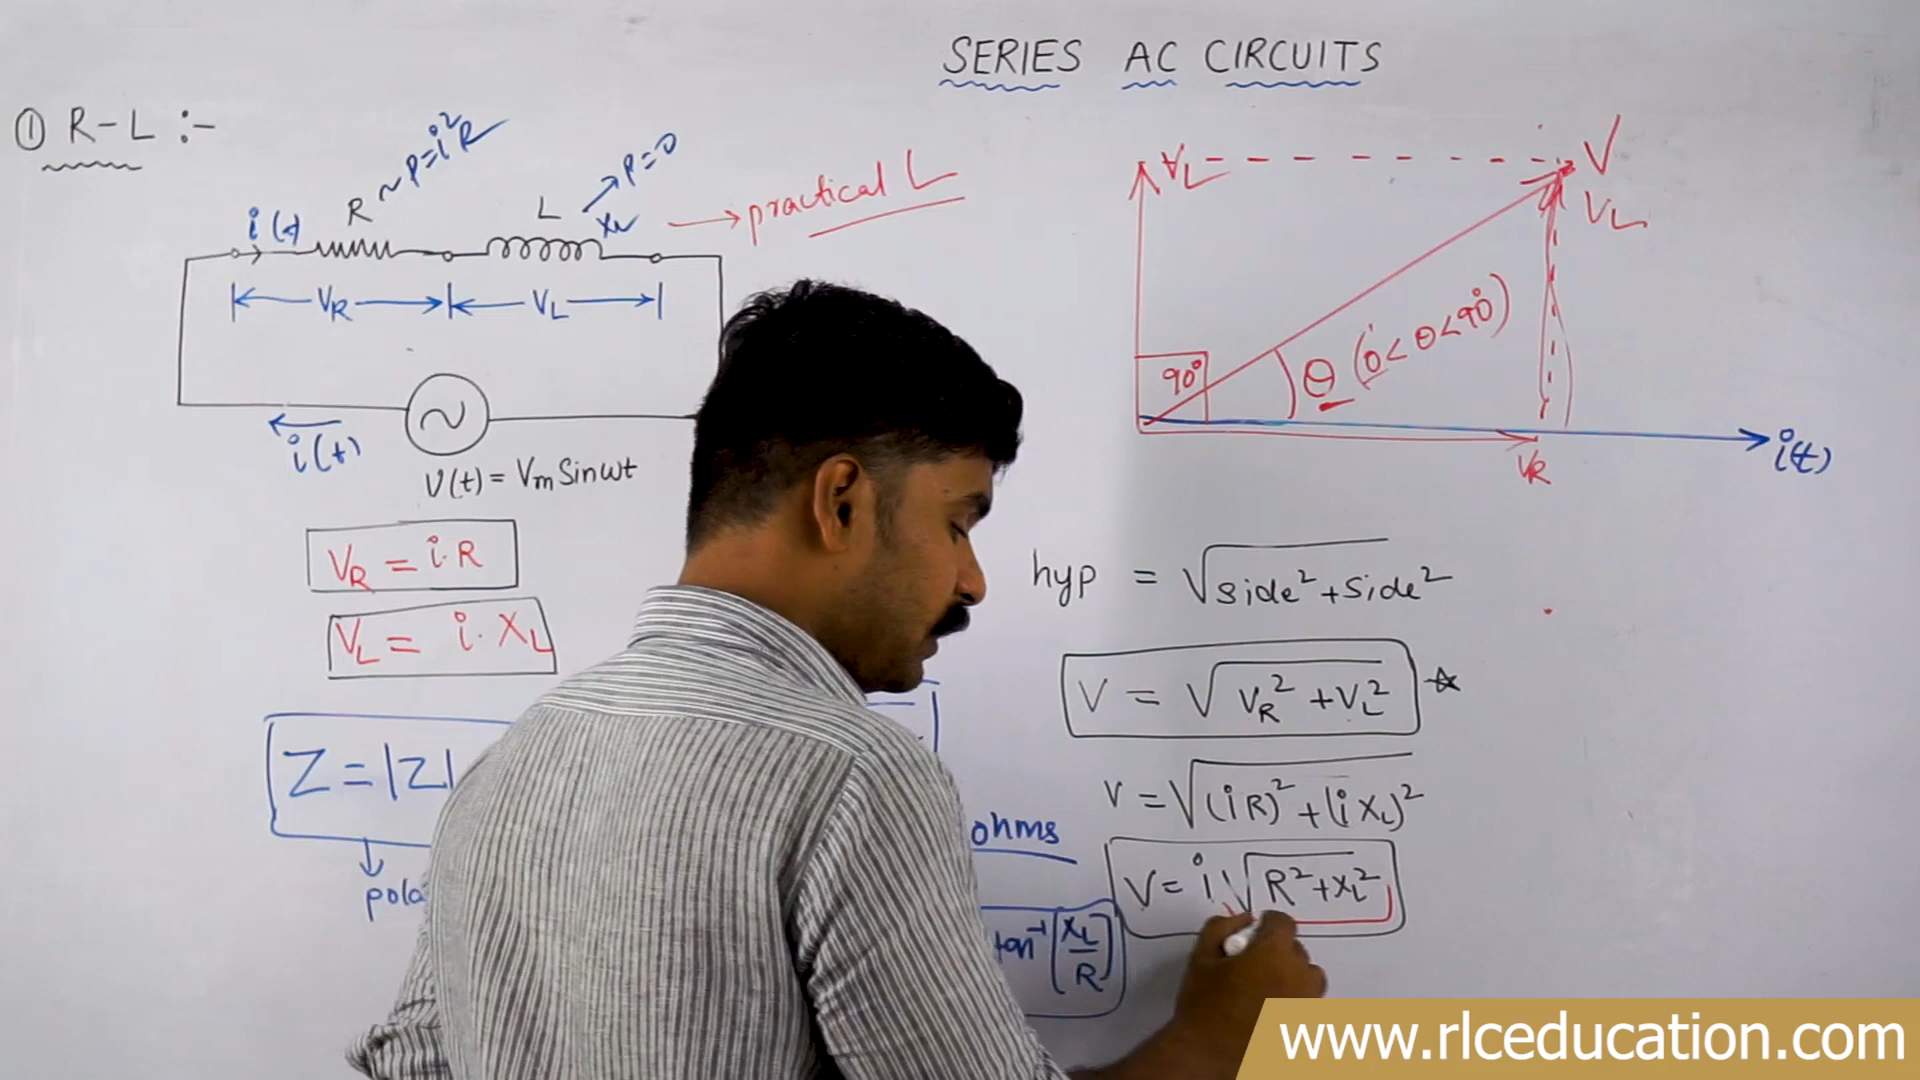 SERIES AC CIRCUITS
① R-L :-
P=i²R
P=0
→ practical L
i(t)
R
L
XL
VR
VL
i(t)
V(t) = Vm Sinωt
VR = i.R
VL = i.XL
Z = |Z|
ohms
tan⁻¹(XL/R)
VL
V
VL
90°
θ (0<θ<90°)
VR
i(t)
hyp = √side²+side²
V = √VR²+VL² ☆
V = √(iR)²+(iXL)²
V = i√R²+XL²
www.rlceducation.com